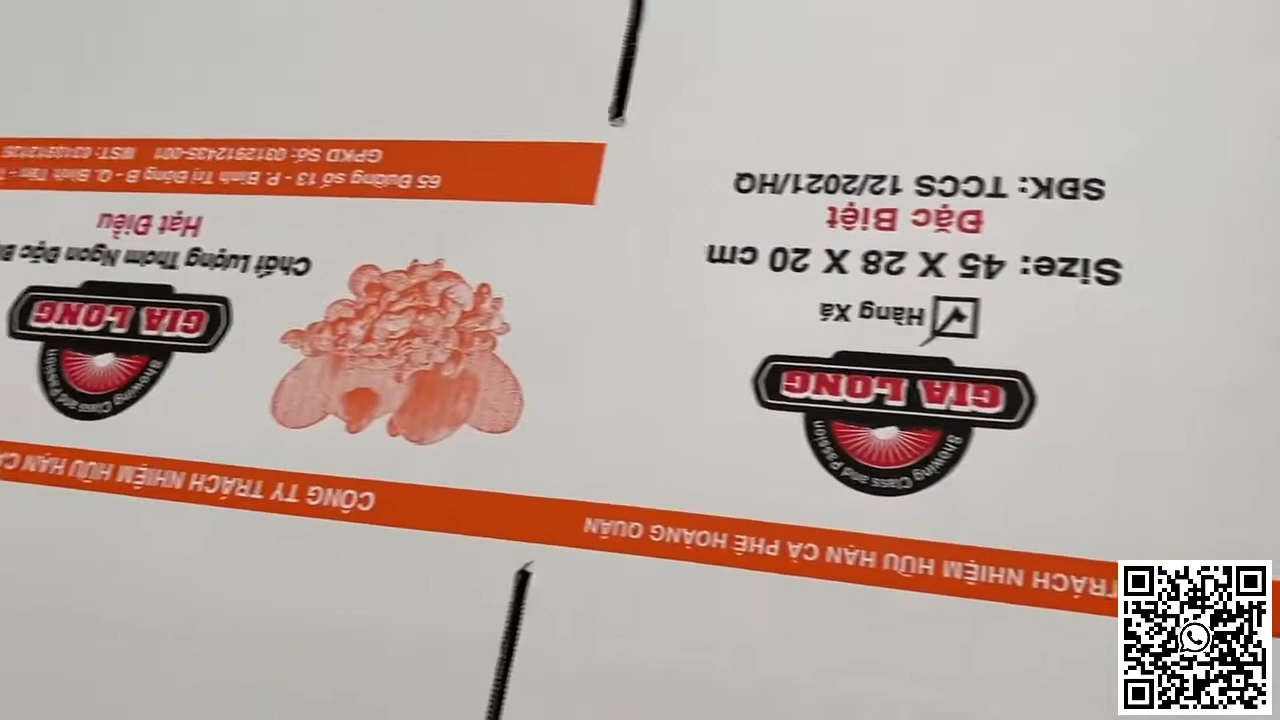 CÔNG TY TRÁCH NHIỆM HỮU HẠN
TRÁCH NHIỆM HỮU HẠN CÀ PHÊ HOÀNG QUÂN
Showing Class and Passion
GIA LONG
Hàng Xá
Size: 45 X 28 X 20 cm
Đặc Biệt
SĐK: TCCS 12/2021/HQ
Showing Class and Passion
GIA LONG
Chất Lượng Thơm Ngon Đặc
Hạt Điều
65 Đường số 13 - P. Bình Trị Đông B - Q. Bình Tân -
GPKD Số: 0312912435-001 MST: